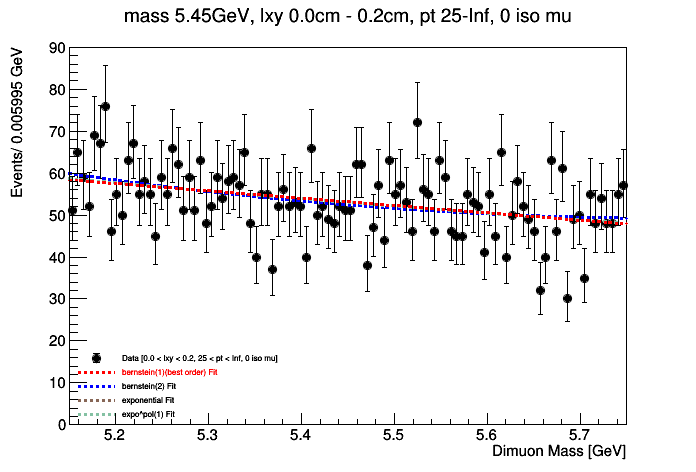 mass 5.45GeV, lxy 0.0cm - 0.2cm, pt 25-Inf, 0 iso mu
Events/ 0.005995 GeV
90
80
70
60
50
40
30
20
10
0
Data [0.0 < lxy < 0.2, 25 < pt < Inf, 0 iso mu]
bernstein(1)(best order) Fit
bernstein(2) Fit
exponential Fit
expo^pol(1) Fit
5.2 5.3 5.4 5.5 5.6 5.7
Dimuon Mass [GeV]